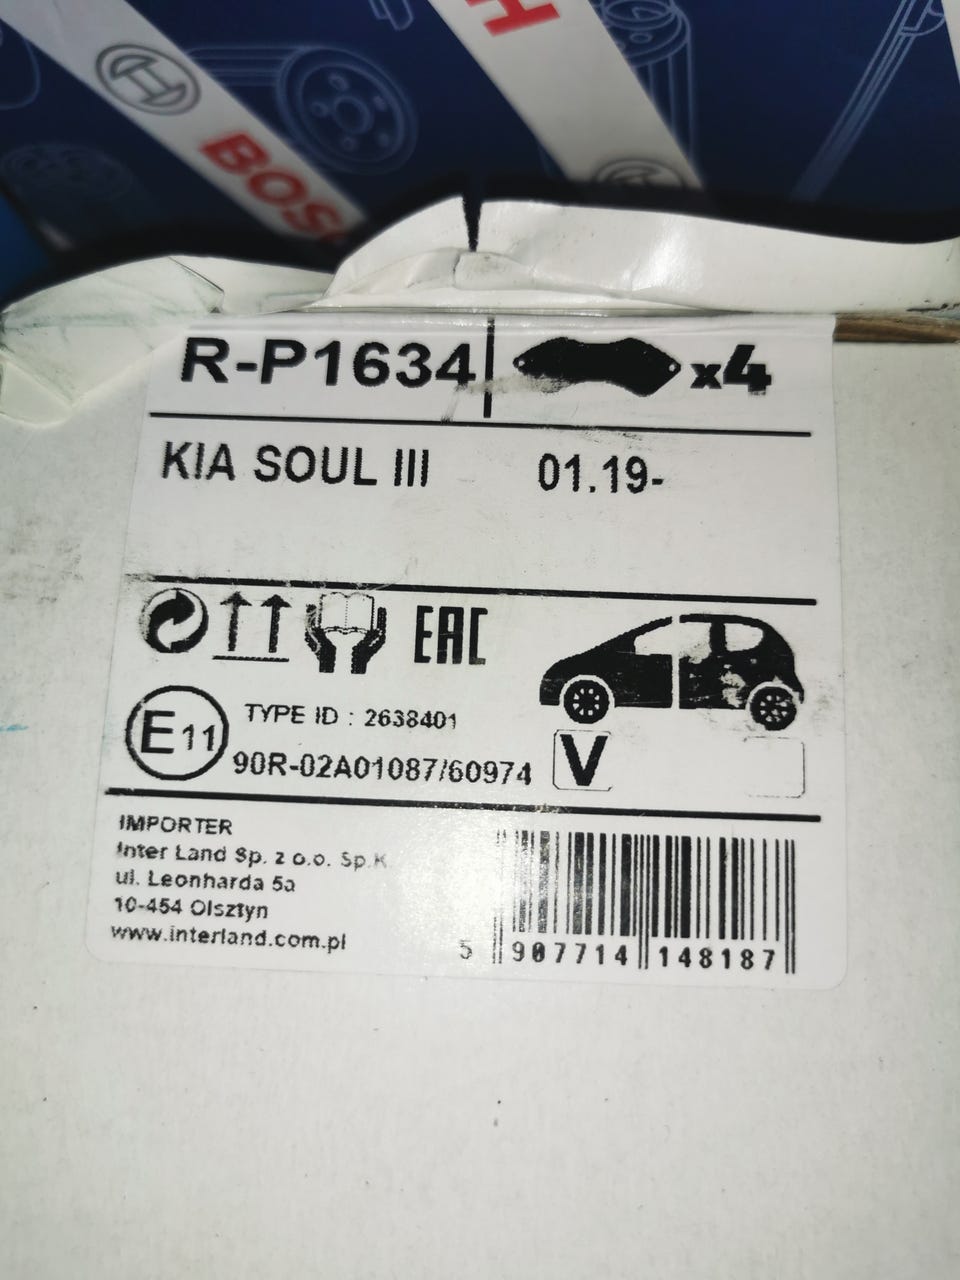 H
BOSC
R-P1634 x4
KIA SOUL III 01.19-
EAC
E11
TYPE ID : 2638401
90R-02A01087/60974
V
IMPORTER
Inter Land Sp. z o.o. Sp.K
ul. Leonharda 5a
10-454 Olsztyn
www.interland.com.pl
5 907714 148187